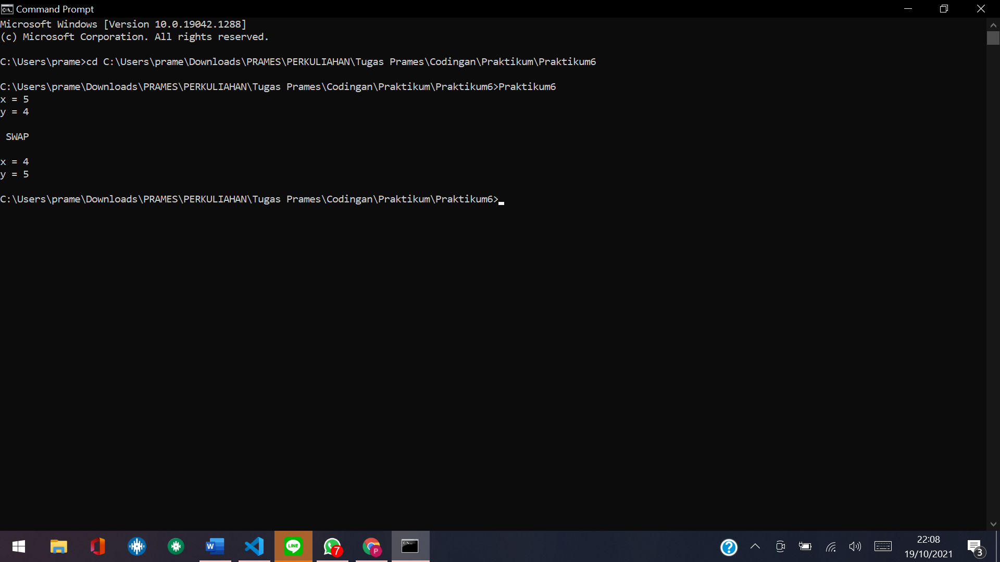 Command Prompt
Microsoft Windows [Version 10.0.19042.1288]
(c) Microsoft Corporation. All rights reserved.
C:\Users\prame>cd C:\Users\prame\Downloads\PRAMES\PERKULIAHAN\Tugas Prames\Codingan\Praktikum\Praktikum6
C:\Users\prame\Downloads\PRAMES\PERKULIAHAN\Tugas Prames\Codingan\Praktikum\Praktikum6>Praktikum6
x = 5
y = 4
SWAP
x = 4
y = 5
C:\Users\prame\Downloads\PRAMES\PERKULIAHAN\Tugas Prames\Codingan\Praktikum\Praktikum6>
W
LINE
7
P
C:\.
?
22:08
19/10/2021
3